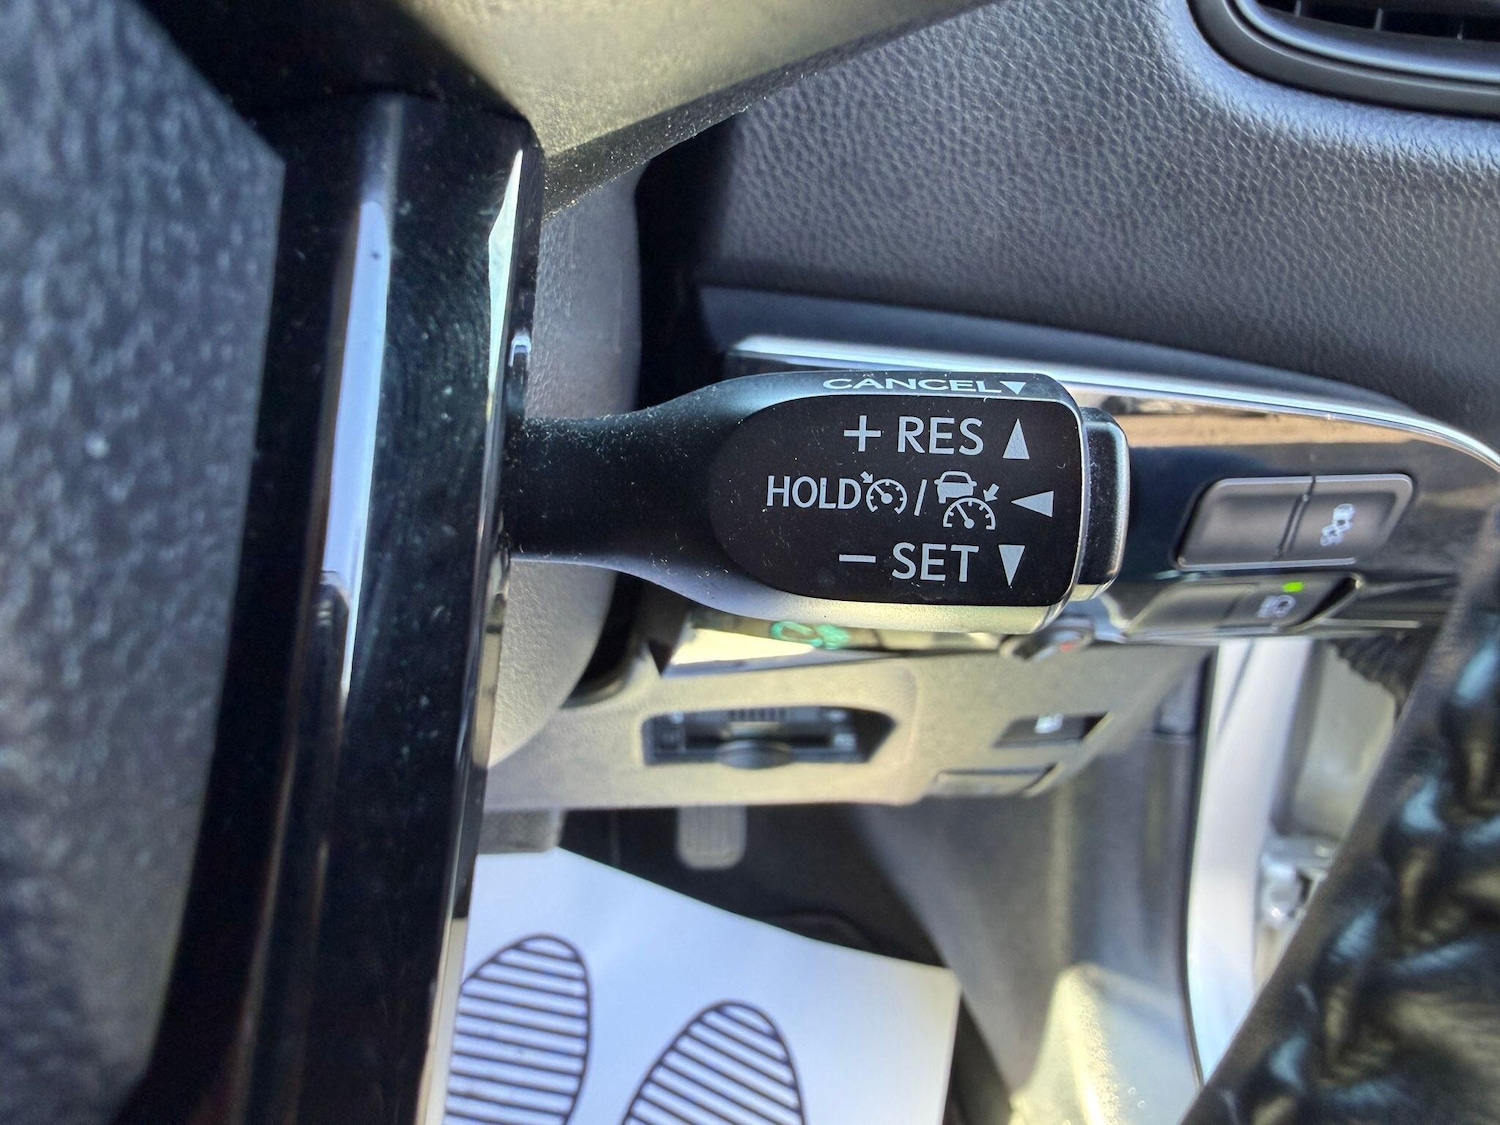 CANCEL▼
+ RES ▲
HOLD / ◀
− SET ▼